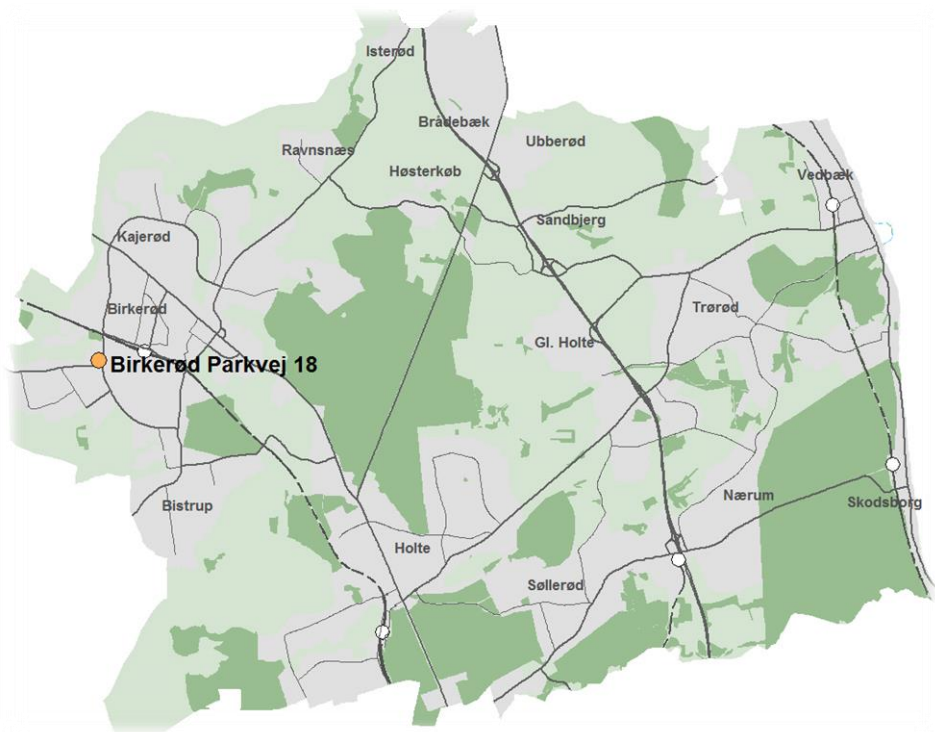 Isterød
Brådebæk
Ubberød
Ravnsnæs
Høsterkøb
Vedbæk
Sandbjerg
Kajerød
Birkerød
Trørød
Gl. Holte
Birkerød Parkvej 18
Nærum
Skodsborg
Bistrup
Holte
Søllerød